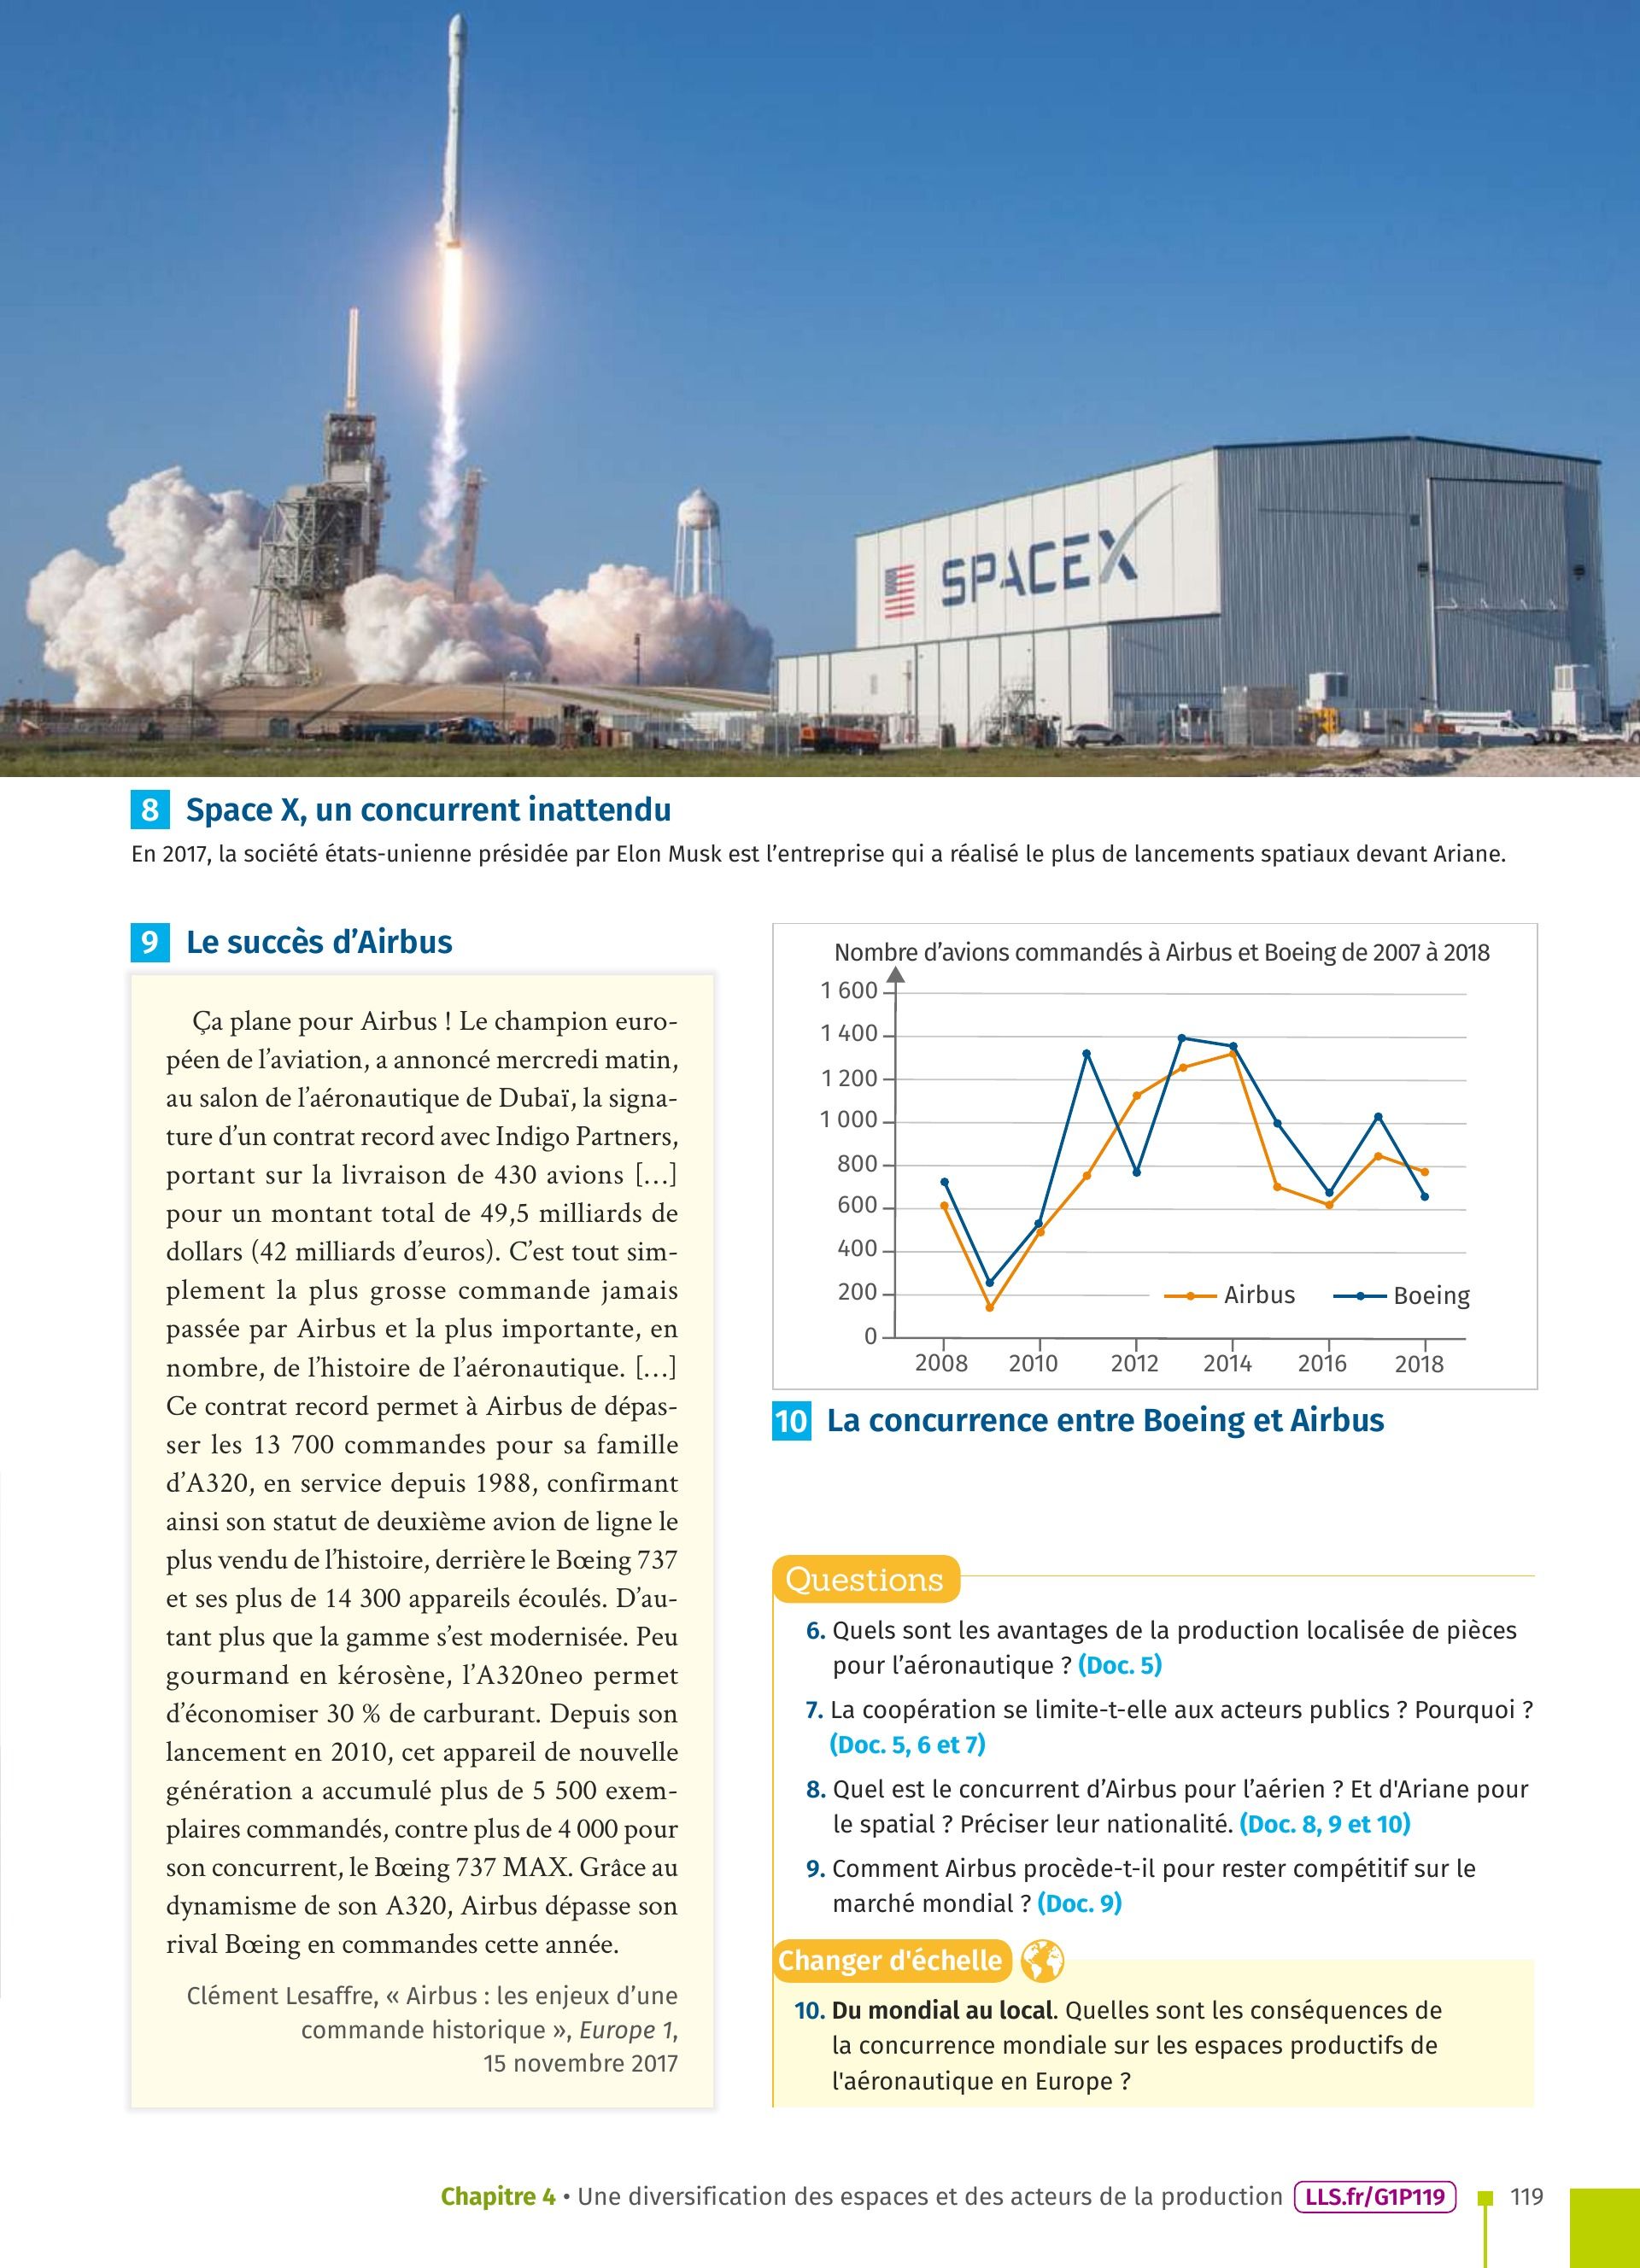 SPACEX
8 Space X, un concurrent inattendu
En 2017, la société états-unienne présidée par Elon Musk est l’entreprise qui a réalisé le plus de lancements spatiaux devant Ariane.
9 Le succès d’Airbus
Ça plane pour Airbus ! Le champion euro-
péen de l’aviation, a annoncé mercredi matin,
au salon de l’aéronautique de Dubaï, la signa-
ture d’un contrat record avec Indigo Partners,
portant sur la livraison de 430 avions […]
pour un montant total de 49,5 milliards de
dollars (42 milliards d’euros). C’est tout sim-
plement la plus grosse commande jamais
passée par Airbus et la plus importante, en
nombre, de l’histoire de l’aéronautique. […]
Ce contrat record permet à Airbus de dépas-
ser les 13 700 commandes pour sa famille
d’A320, en service depuis 1988, confirmant
ainsi son statut de deuxième avion de ligne le
plus vendu de l’histoire, derrière le Bœing 737
et ses plus de 14 300 appareils écoulés. D’au-
tant plus que la gamme s’est modernisée. Peu
gourmand en kérosène, l’A320neo permet
d’économiser 30 % de carburant. Depuis son
lancement en 2010, cet appareil de nouvelle
génération a accumulé plus de 5 500 exem-
plaires commandés, contre plus de 4 000 pour
son concurrent, le Bœing 737 MAX. Grâce au
dynamisme de son A320, Airbus dépasse son
rival Bœing en commandes cette année.
Clément Lesaffre, « Airbus : les enjeux d’une
commande historique », Europe 1,
15 novembre 2017
Nombre d’avions commandés à Airbus et Boeing de 2007 à 2018
1 600
1 400
1 200
1 000
800
600
400
200
0
Airbus Boeing
2008 2010 2012 2014 2016 2018
10 La concurrence entre Boeing et Airbus
Questions
6. Quels sont les avantages de la production localisée de pièces
pour l’aéronautique ? (Doc. 5)
7. La coopération se limite-t-elle aux acteurs publics ? Pourquoi ?
(Doc. 5, 6 et 7)
8. Quel est le concurrent d’Airbus pour l’aérien ? Et d'Ariane pour
le spatial ? Préciser leur nationalité. (Doc. 8, 9 et 10)
9. Comment Airbus procède-t-il pour rester compétitif sur le
marché mondial ? (Doc. 9)
Changer d'échelle
10. Du mondial au local. Quelles sont les conséquences de
la concurrence mondiale sur les espaces productifs de
l'aéronautique en Europe ?
Chapitre 4 • Une diversification des espaces et des acteurs de la production LLS.fr/G1P119 119